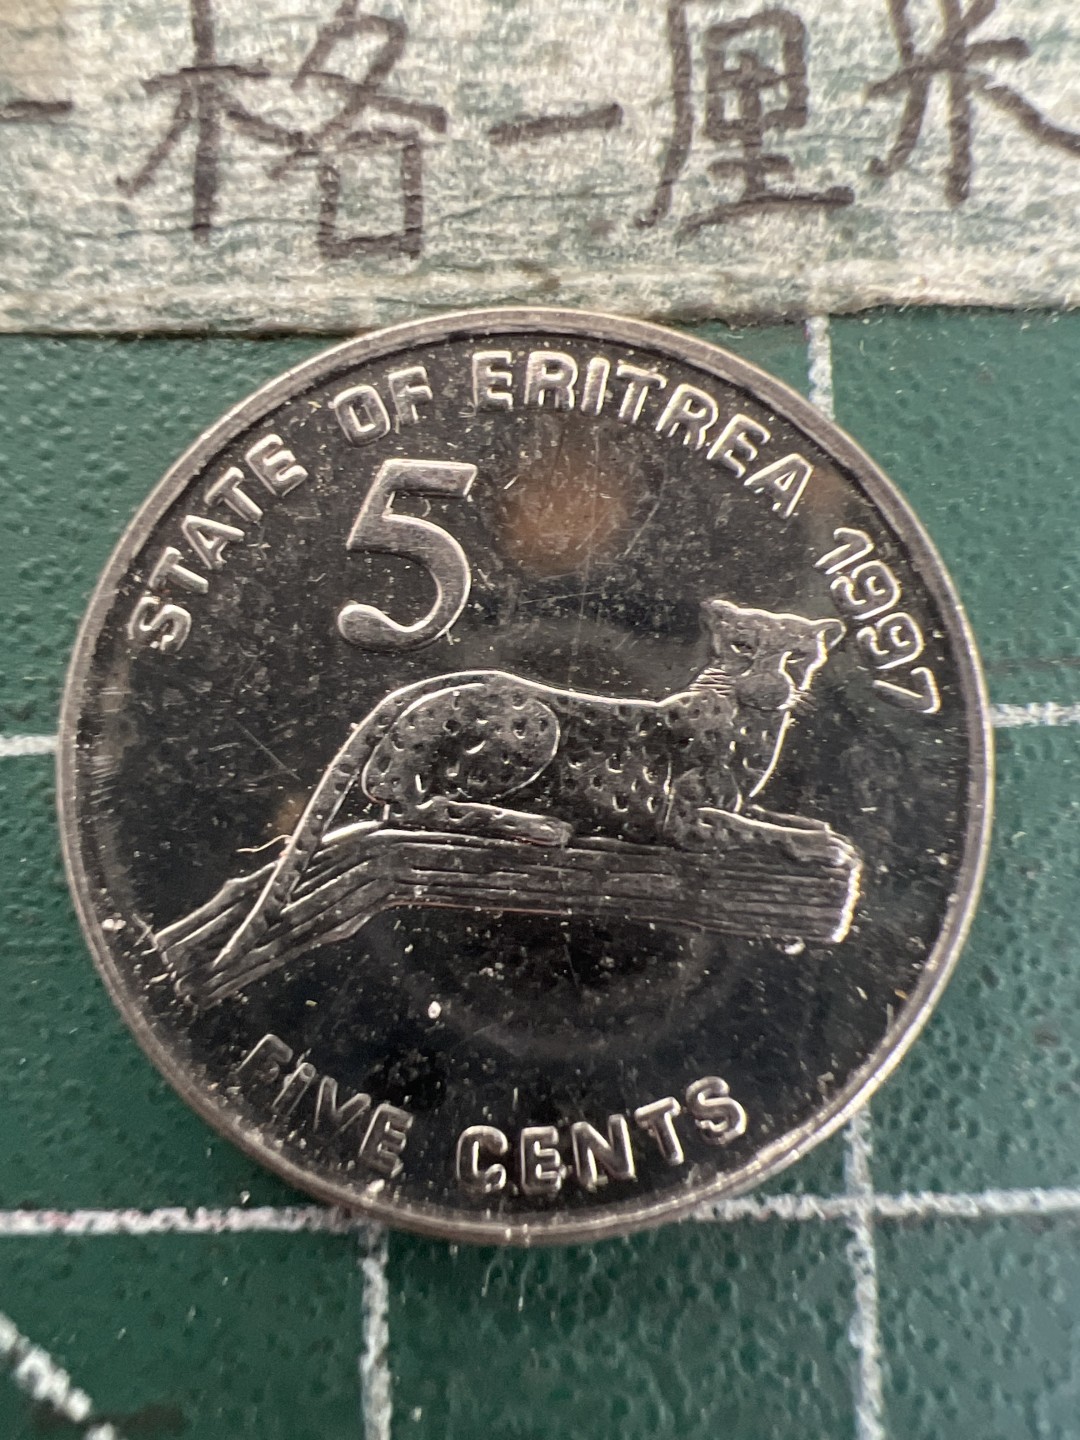 一格一厘米
STATE OF ERITREA 1997
5
FIVE CENTS